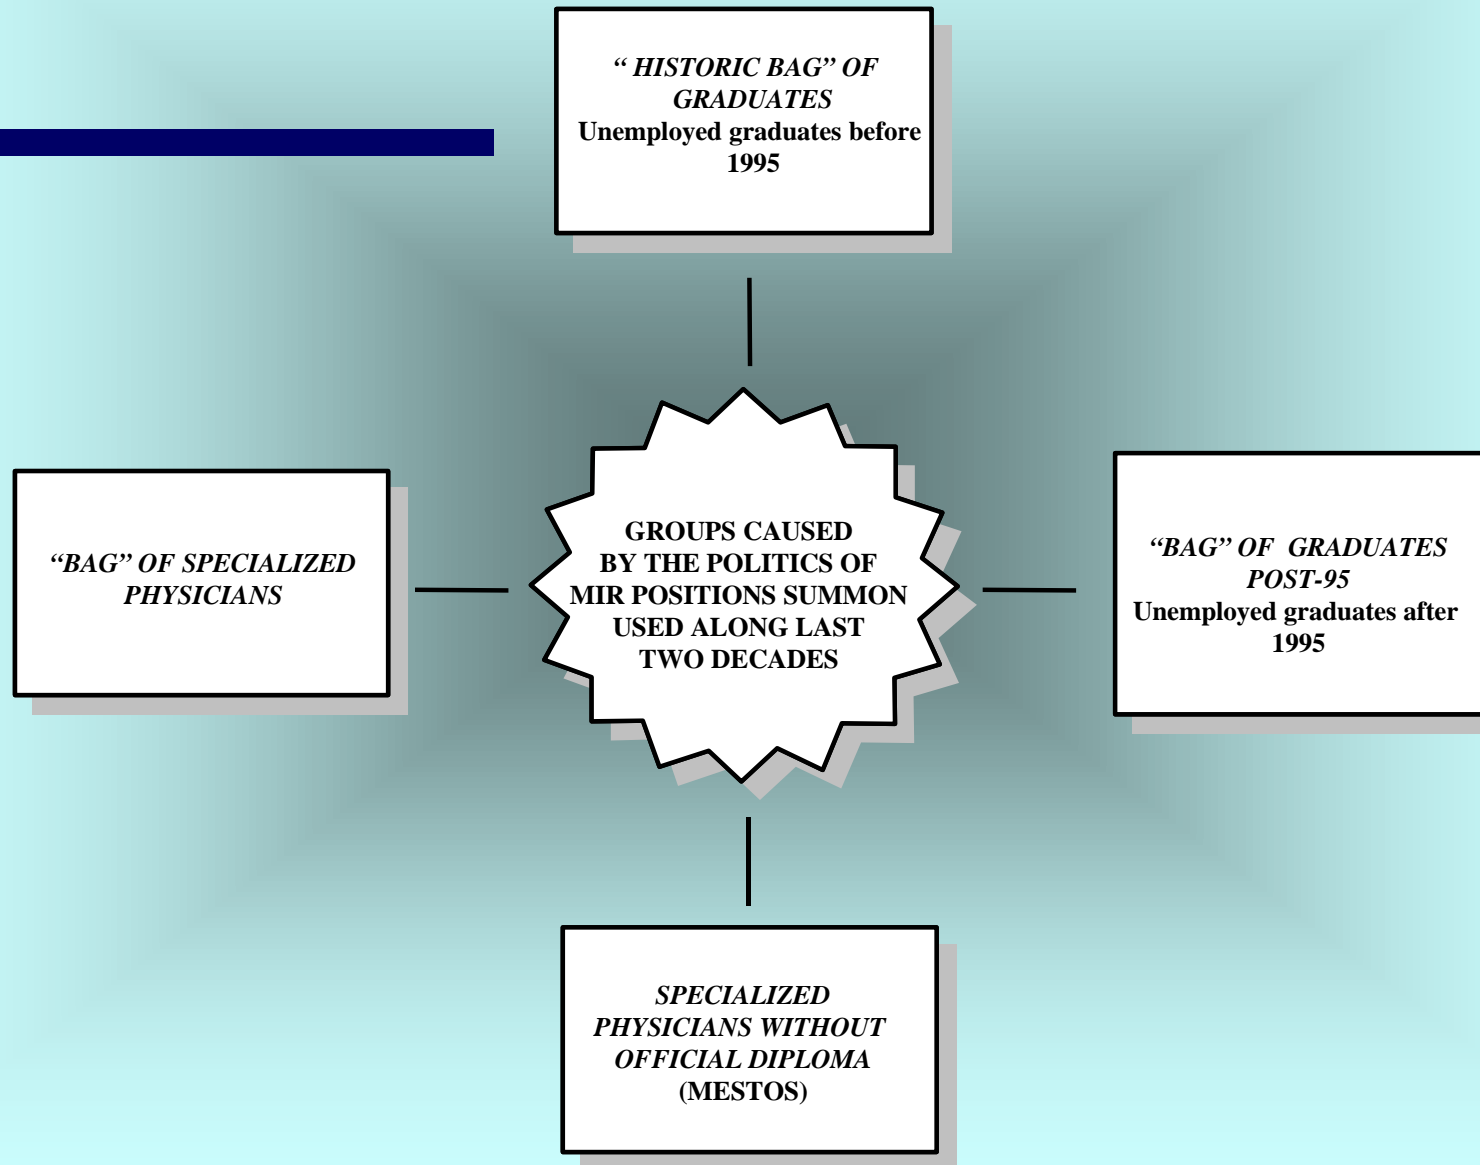 “ HISTORIC BAG” OF
GRADUATES
Unemployed graduates before
1995
“BAG” OF SPECIALIZED
PHYSICIANS
GROUPS CAUSED
BY THE POLITICS OF
MIR POSITIONS SUMMON
USED ALONG LAST
TWO DECADES
“BAG” OF GRADUATES
POST-95
Unemployed graduates after
1995
SPECIALIZED
PHYSICIANS WITHOUT
OFFICIAL DIPLOMA
(MESTOS)